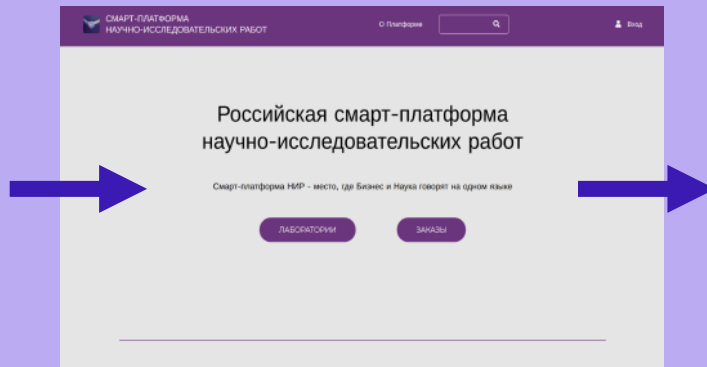 СМАРТ-ПЛАТФОРМА
НАУЧНО-ИССЛЕДОВАТЕЛЬСКИХ РАБОТ
О Платформе
Вход
Российская смарт-платформа
научно-исследовательских работ
Смарт-платформа НИР - место, где Бизнес и Наука говорят на одном языке
ЛАБОРАТОРИИ
ЗАКАЗЫ